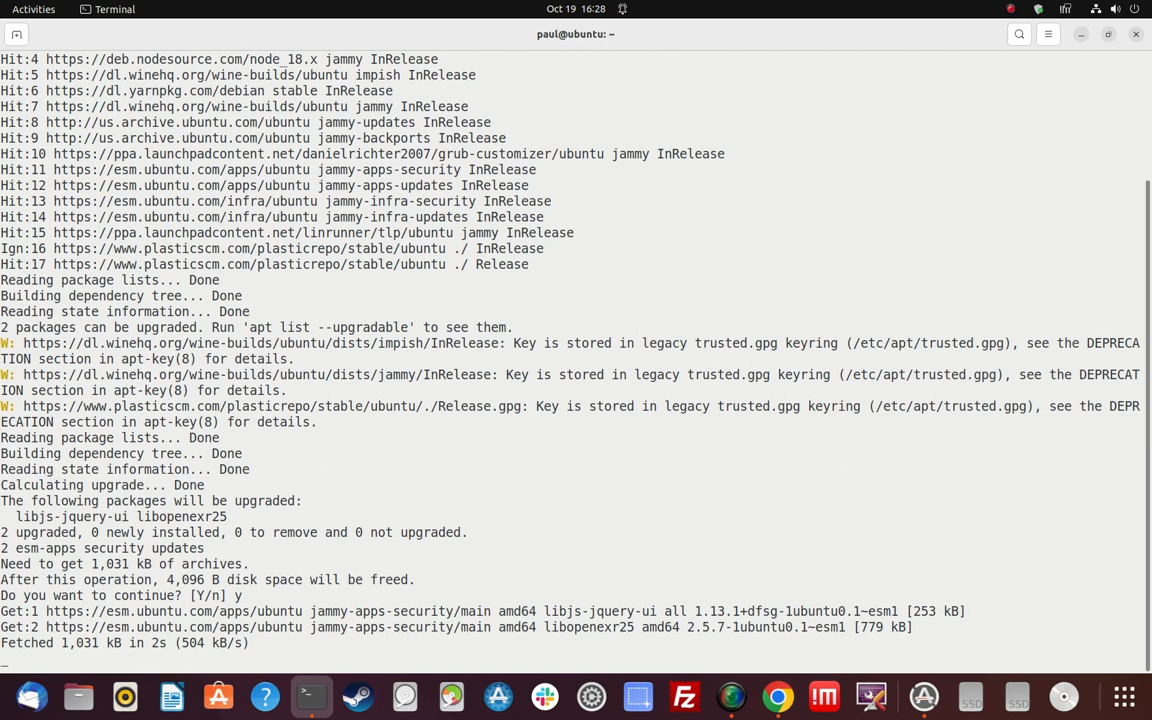 Activities
Terminal
Oct 19 16:28
paul@ubuntu: ~
Hit:4 https://deb.nodesource.com/node_18.x jammy InRelease
Hit:5 https://dl.winehq.org/wine-builds/ubuntu impish InRelease
Hit:6 https://dl.yarnpkg.com/debian stable InRelease
Hit:7 https://dl.winehq.org/wine-builds/ubuntu jammy InRelease
Hit:8 http://us.archive.ubuntu.com/ubuntu jammy-updates InRelease
Hit:9 http://us.archive.ubuntu.com/ubuntu jammy-backports InRelease
Hit:10 https://ppa.launchpadcontent.net/danielrichter2007/grub-customizer/ubuntu jammy InRelease
Hit:11 https://esm.ubuntu.com/apps/ubuntu jammy-apps-security InRelease
Hit:12 https://esm.ubuntu.com/apps/ubuntu jammy-apps-updates InRelease
Hit:13 https://esm.ubuntu.com/infra/ubuntu jammy-infra-security InRelease
Hit:14 https://esm.ubuntu.com/infra/ubuntu jammy-infra-updates InRelease
Hit:15 https://ppa.launchpadcontent.net/linrunner/tlp/ubuntu jammy InRelease
Ign:16 https://www.plasticscm.com/plasticrepo/stable/ubuntu ./ InRelease
Hit:17 https://www.plasticscm.com/plasticrepo/stable/ubuntu ./ Release
Reading package lists... Done
Building dependency tree... Done
Reading state information... Done
2 packages can be upgraded. Run 'apt list --upgradable' to see them.
W: https://dl.winehq.org/wine-builds/ubuntu/dists/impish/InRelease: Key is stored in legacy trusted.gpg keyring (/etc/apt/trusted.gpg), see the DEPRECA
TION section in apt-key(8) for details.
W: https://dl.winehq.org/wine-builds/ubuntu/dists/jammy/InRelease: Key is stored in legacy trusted.gpg keyring (/etc/apt/trusted.gpg), see the DEPRECAT
ION section in apt-key(8) for details.
W: https://www.plasticscm.com/plasticrepo/stable/ubuntu/./Release.gpg: Key is stored in legacy trusted.gpg keyring (/etc/apt/trusted.gpg), see the DEPR
ECATION section in apt-key(8) for details.
Reading package lists... Done
Building dependency tree... Done
Reading state information... Done
Calculating upgrade... Done
The following packages will be upgraded:
libjs-jquery-ui libopenexr25
2 upgraded, 0 newly installed, 0 to remove and 0 not upgraded.
2 esm-apps security updates
Need to get 1,031 kB of archives.
After this operation, 4,096 B disk space will be freed.
Do you want to continue? [Y/n] y
Get:1 https://esm.ubuntu.com/apps/ubuntu jammy-apps-security/main amd64 libjs-jquery-ui all 1.13.1+dfsg-1ubuntu0.1~esm1 [253 kB]
Get:2 https://esm.ubuntu.com/apps/ubuntu jammy-apps-security/main amd64 libopenexr25 amd64 2.5.7-1ubuntu0.1~esm1 [779 kB]
Fetched 1,031 kB in 2s (504 kB/s)